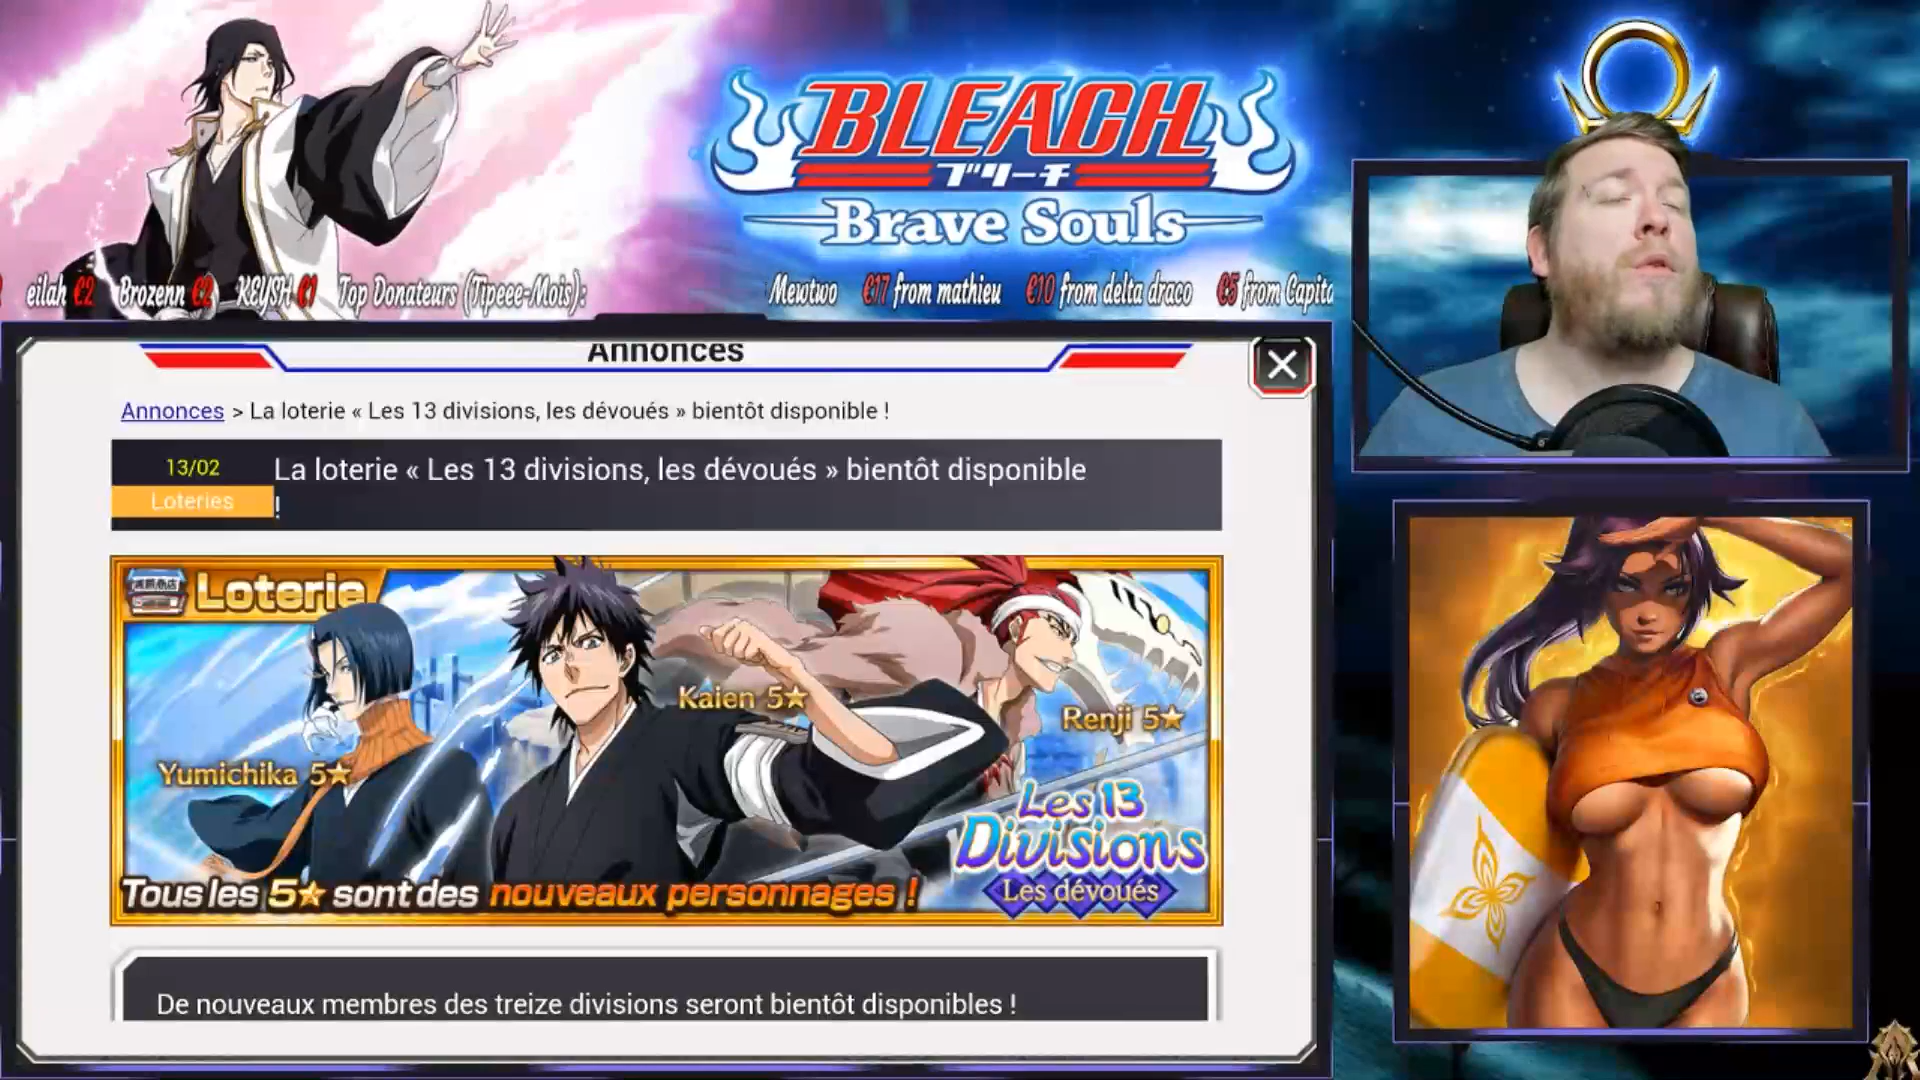 BLEACH
ブリーチ
Brave Souls
eilah €2 Brozenn €2 KEYSH €1 Top Donateurs (Tipeee-Mois):
Mewtwo €17 from mathieu €10 from delta draco €5 from Capita
Annonces
Annonces > La loterie « Les 13 divisions, les dévoués » bientôt disponible !
13/02
Loteries
La loterie « Les 13 divisions, les dévoués » bientôt disponible
!
Loterie
Kaien 5★
Renji 5★
Yumichika 5★
Les 13
Divisions
Les dévoués
Tous les 5★ sont des nouveaux personnages !
De nouveaux membres des treize divisions seront bientôt disponibles !